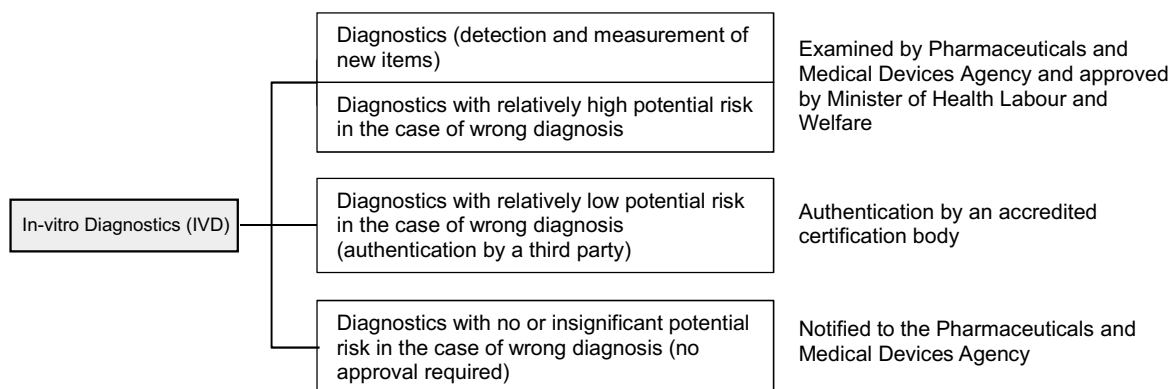 Diagnostics (detection and measurement of
new items)
Examined by Pharmaceuticals and
Medical Devices Agency and approved
by Minister of Health Labour and
Welfare
Diagnostics with relatively high potential risk
in the case of wrong diagnosis
In-vitro Diagnostics (IVD)
Diagnostics with relatively low potential risk
in the case of wrong diagnosis
(authentication by a third party)
Authentication by an accredited
certification body
Diagnostics with no or insignificant potential
risk in the case of wrong diagnosis (no
approval required)
Notified to the Pharmaceuticals and
Medical Devices Agency